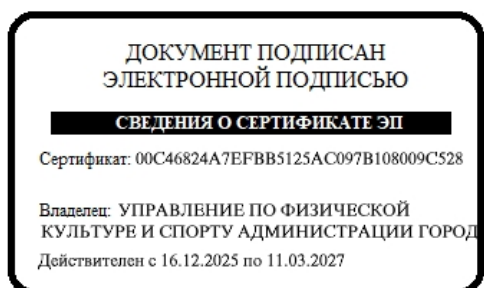 ДОКУМЕНТ ПОДПИСАН
ЭЛЕКТРОННОЙ ПОДПИСЬЮ
СВЕДЕНИЯ О СЕРТИФИКАТЕ ЭП
Сертификат: 00C46824A7EFBB5125AC097B108009C528
Владелец: УПРАВЛЕНИЕ ПО ФИЗИЧЕСКОЙ
КУЛЬТУРЕ И СПОРТУ АДМИНИСТРАЦИИ ГОРОД
Действителен с 16.12.2025 по 11.03.2027